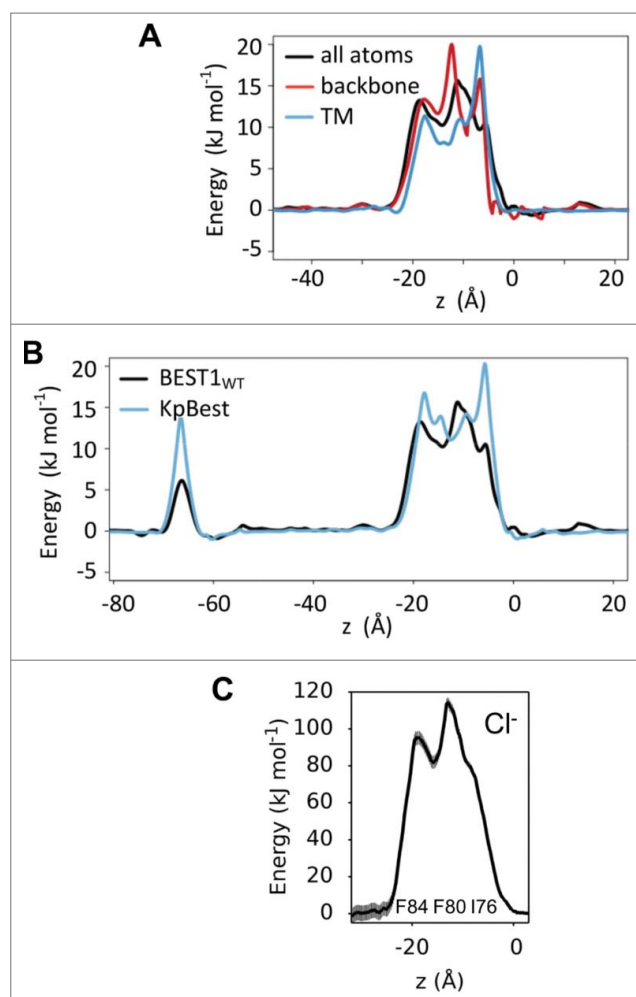 A
20
15
10
5
0
-5
Energy (kJ mol⁻¹)
all atoms
backbone
TM
-40 -20 0 20
z (Å)
B
20
15
10
5
0
-5
Energy (kJ mol⁻¹)
BEST1WT
KpBest
-80 -60 -40 -20 0 20
z (Å)
C
120
100
80
60
40
20
0
Energy (kJ mol⁻¹)
Cl⁻
F84 F80 I76
-20 0
z (Å)